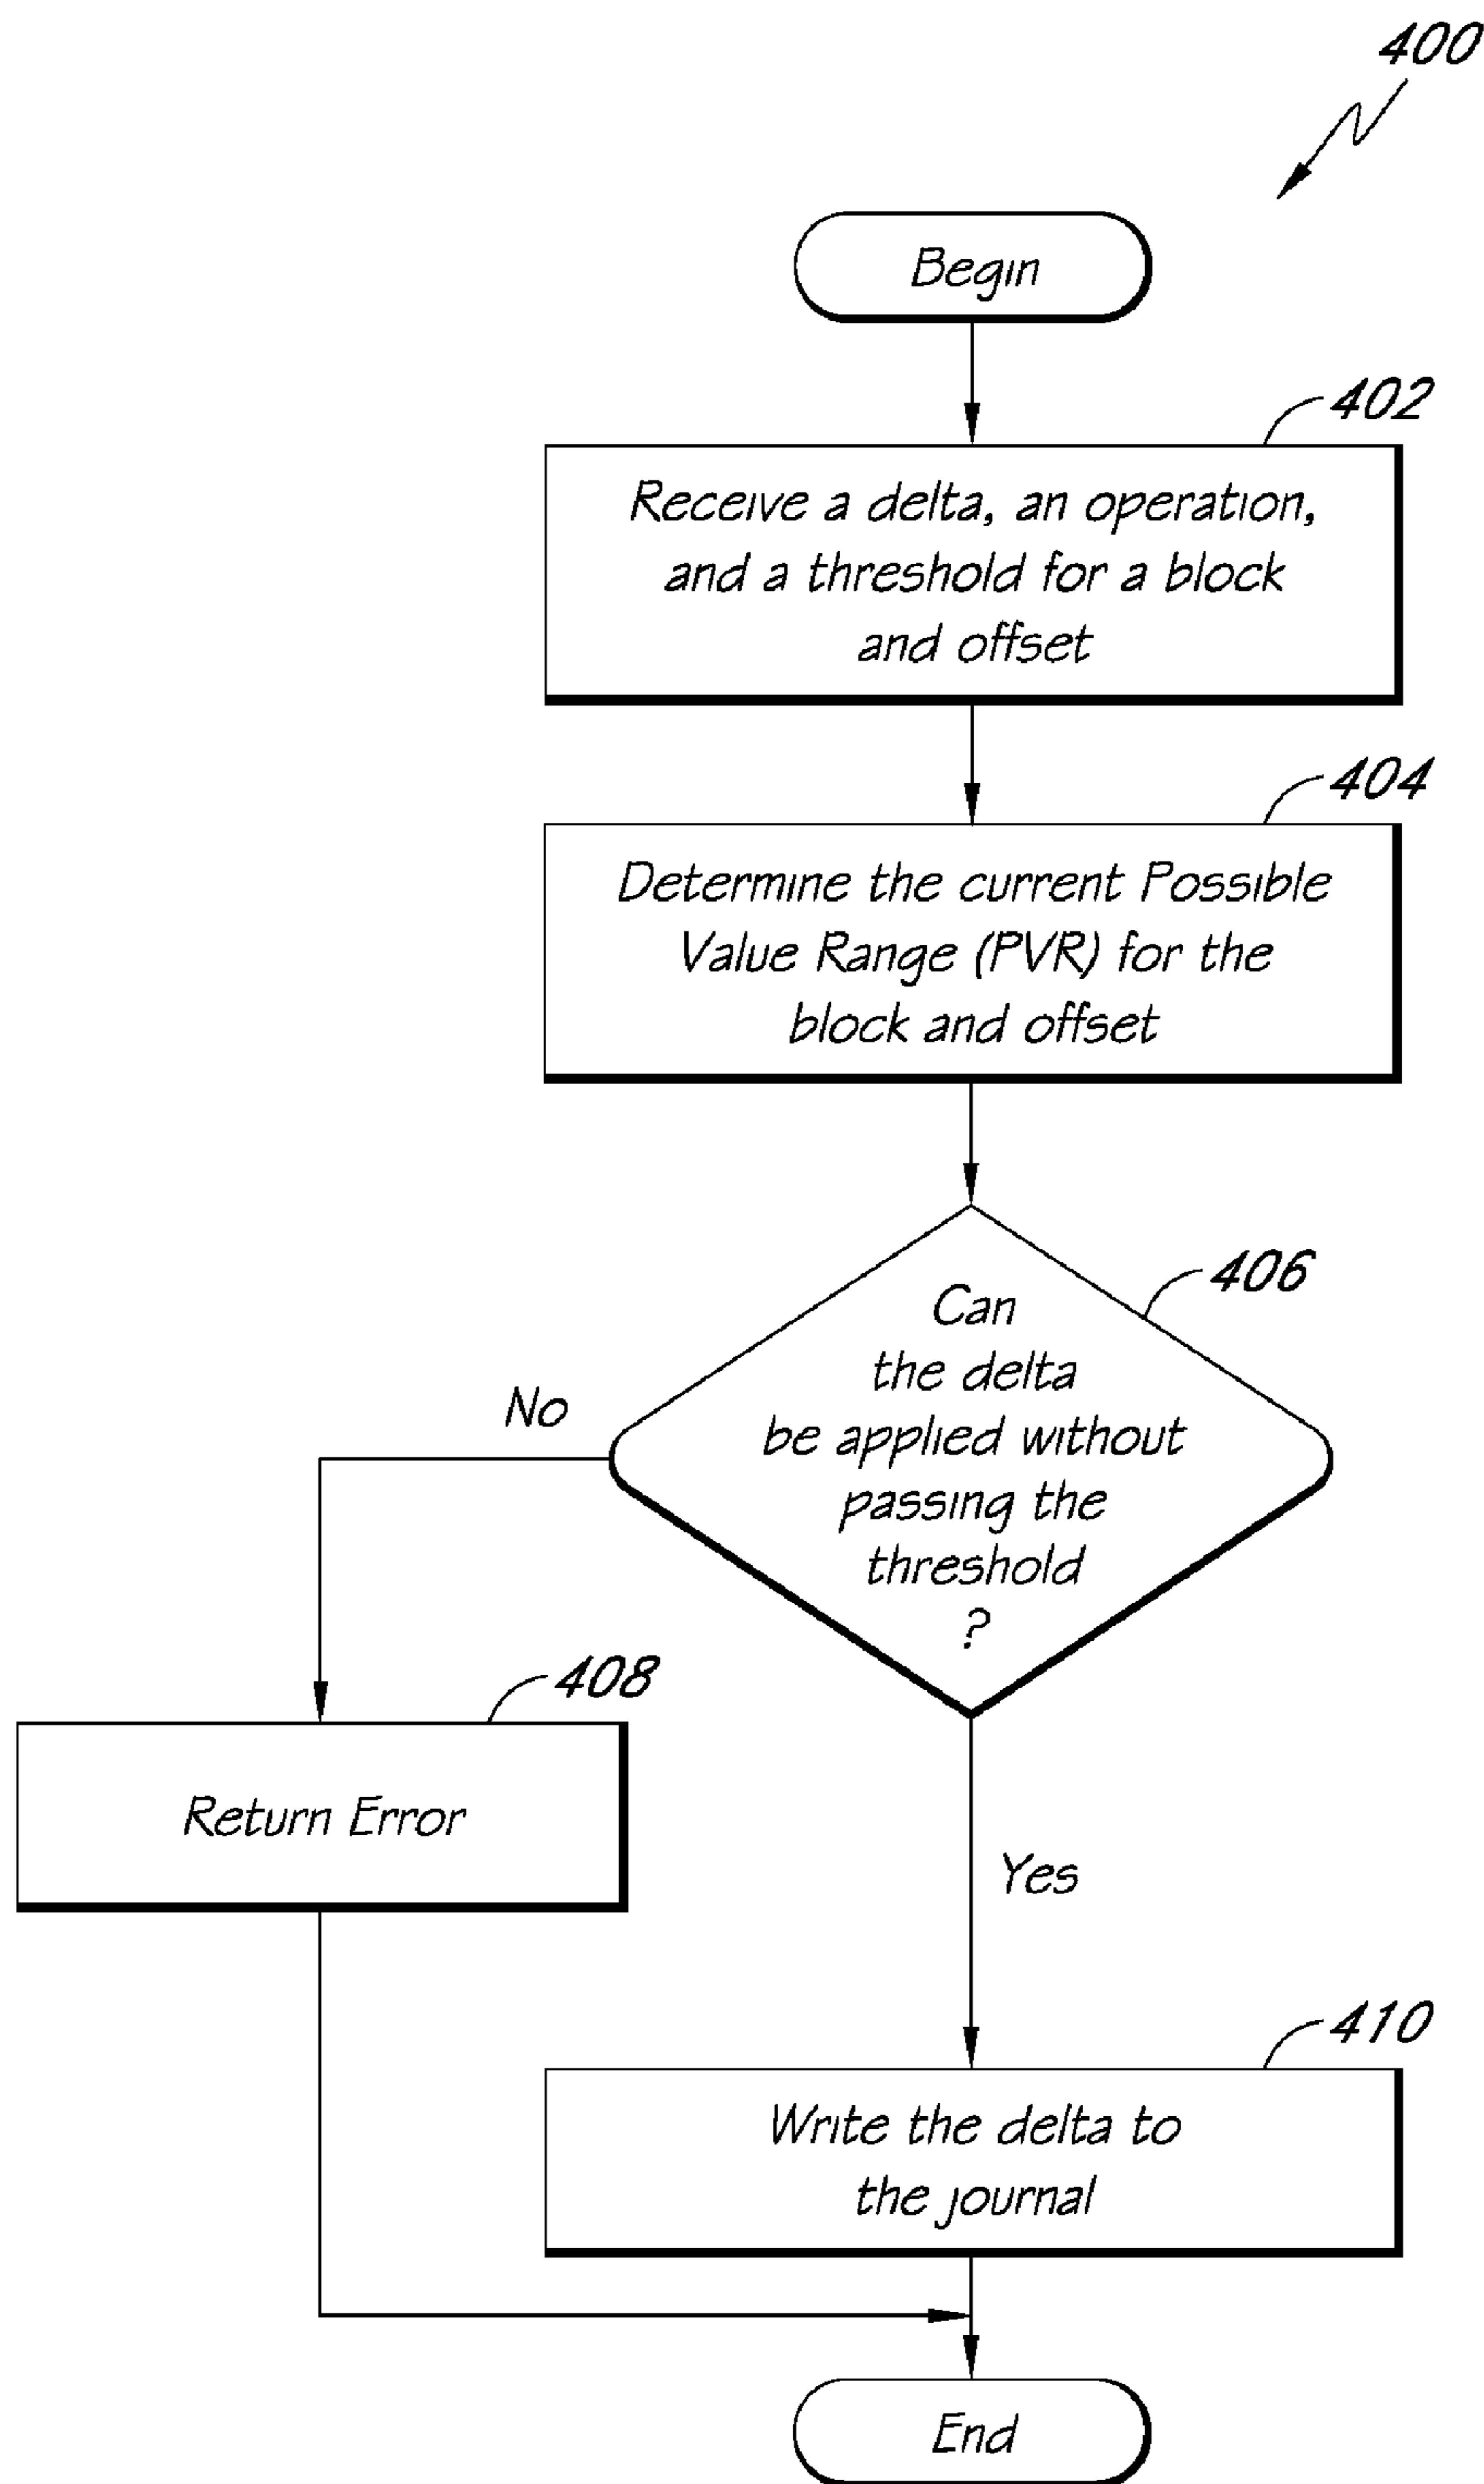 400
Begin
402
Receive a delta, an operation,
and a threshold for a block
and offset
404
Determine the current Possible
Value Range (PVR) for the
block and offset
406
Can
the delta
be applied without
passing the
threshold
?
No
408
Return Error
Yes
410
Write the delta to
the journal
End